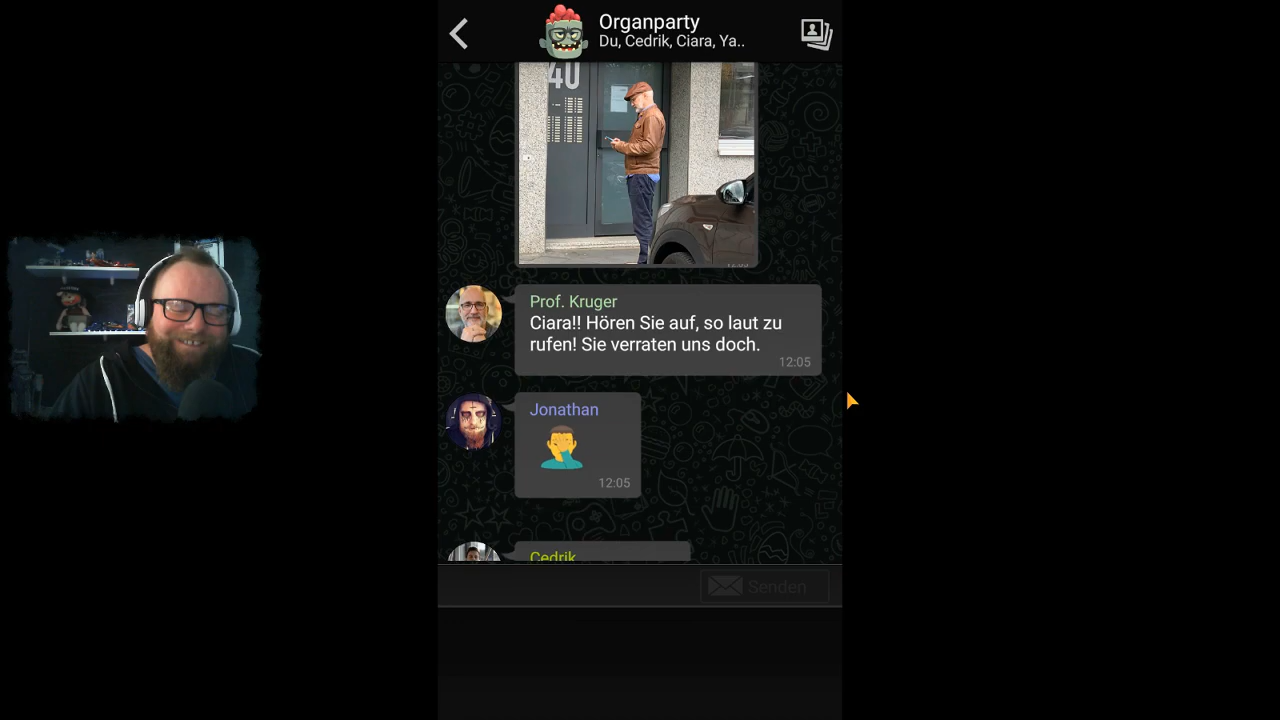 Organparty
Du, Cedrik, Ciara, Ya..
40
Prof. Kruger
Ciara!! Hören Sie auf, so laut zu
rufen! Sie verraten uns doch.
12:05
Jonathan
12:05
Cedrik
Senden